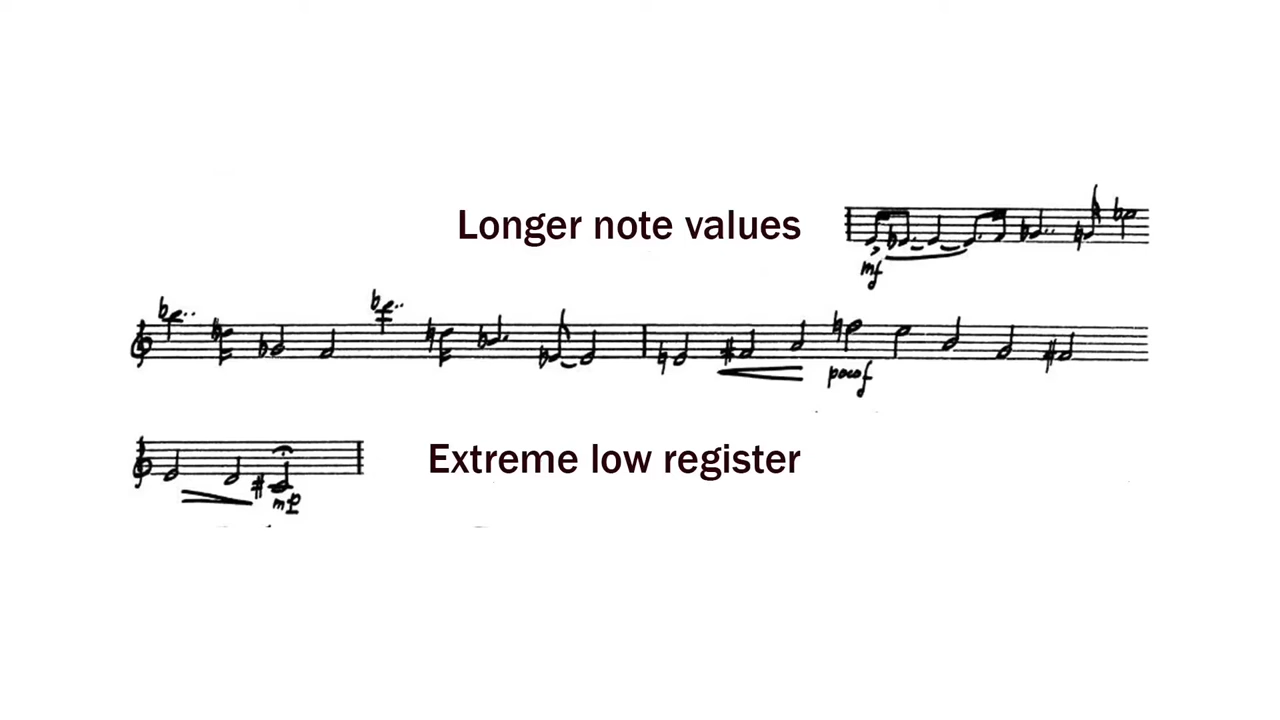 Longer note values
mf
poco f
Extreme low register
mp